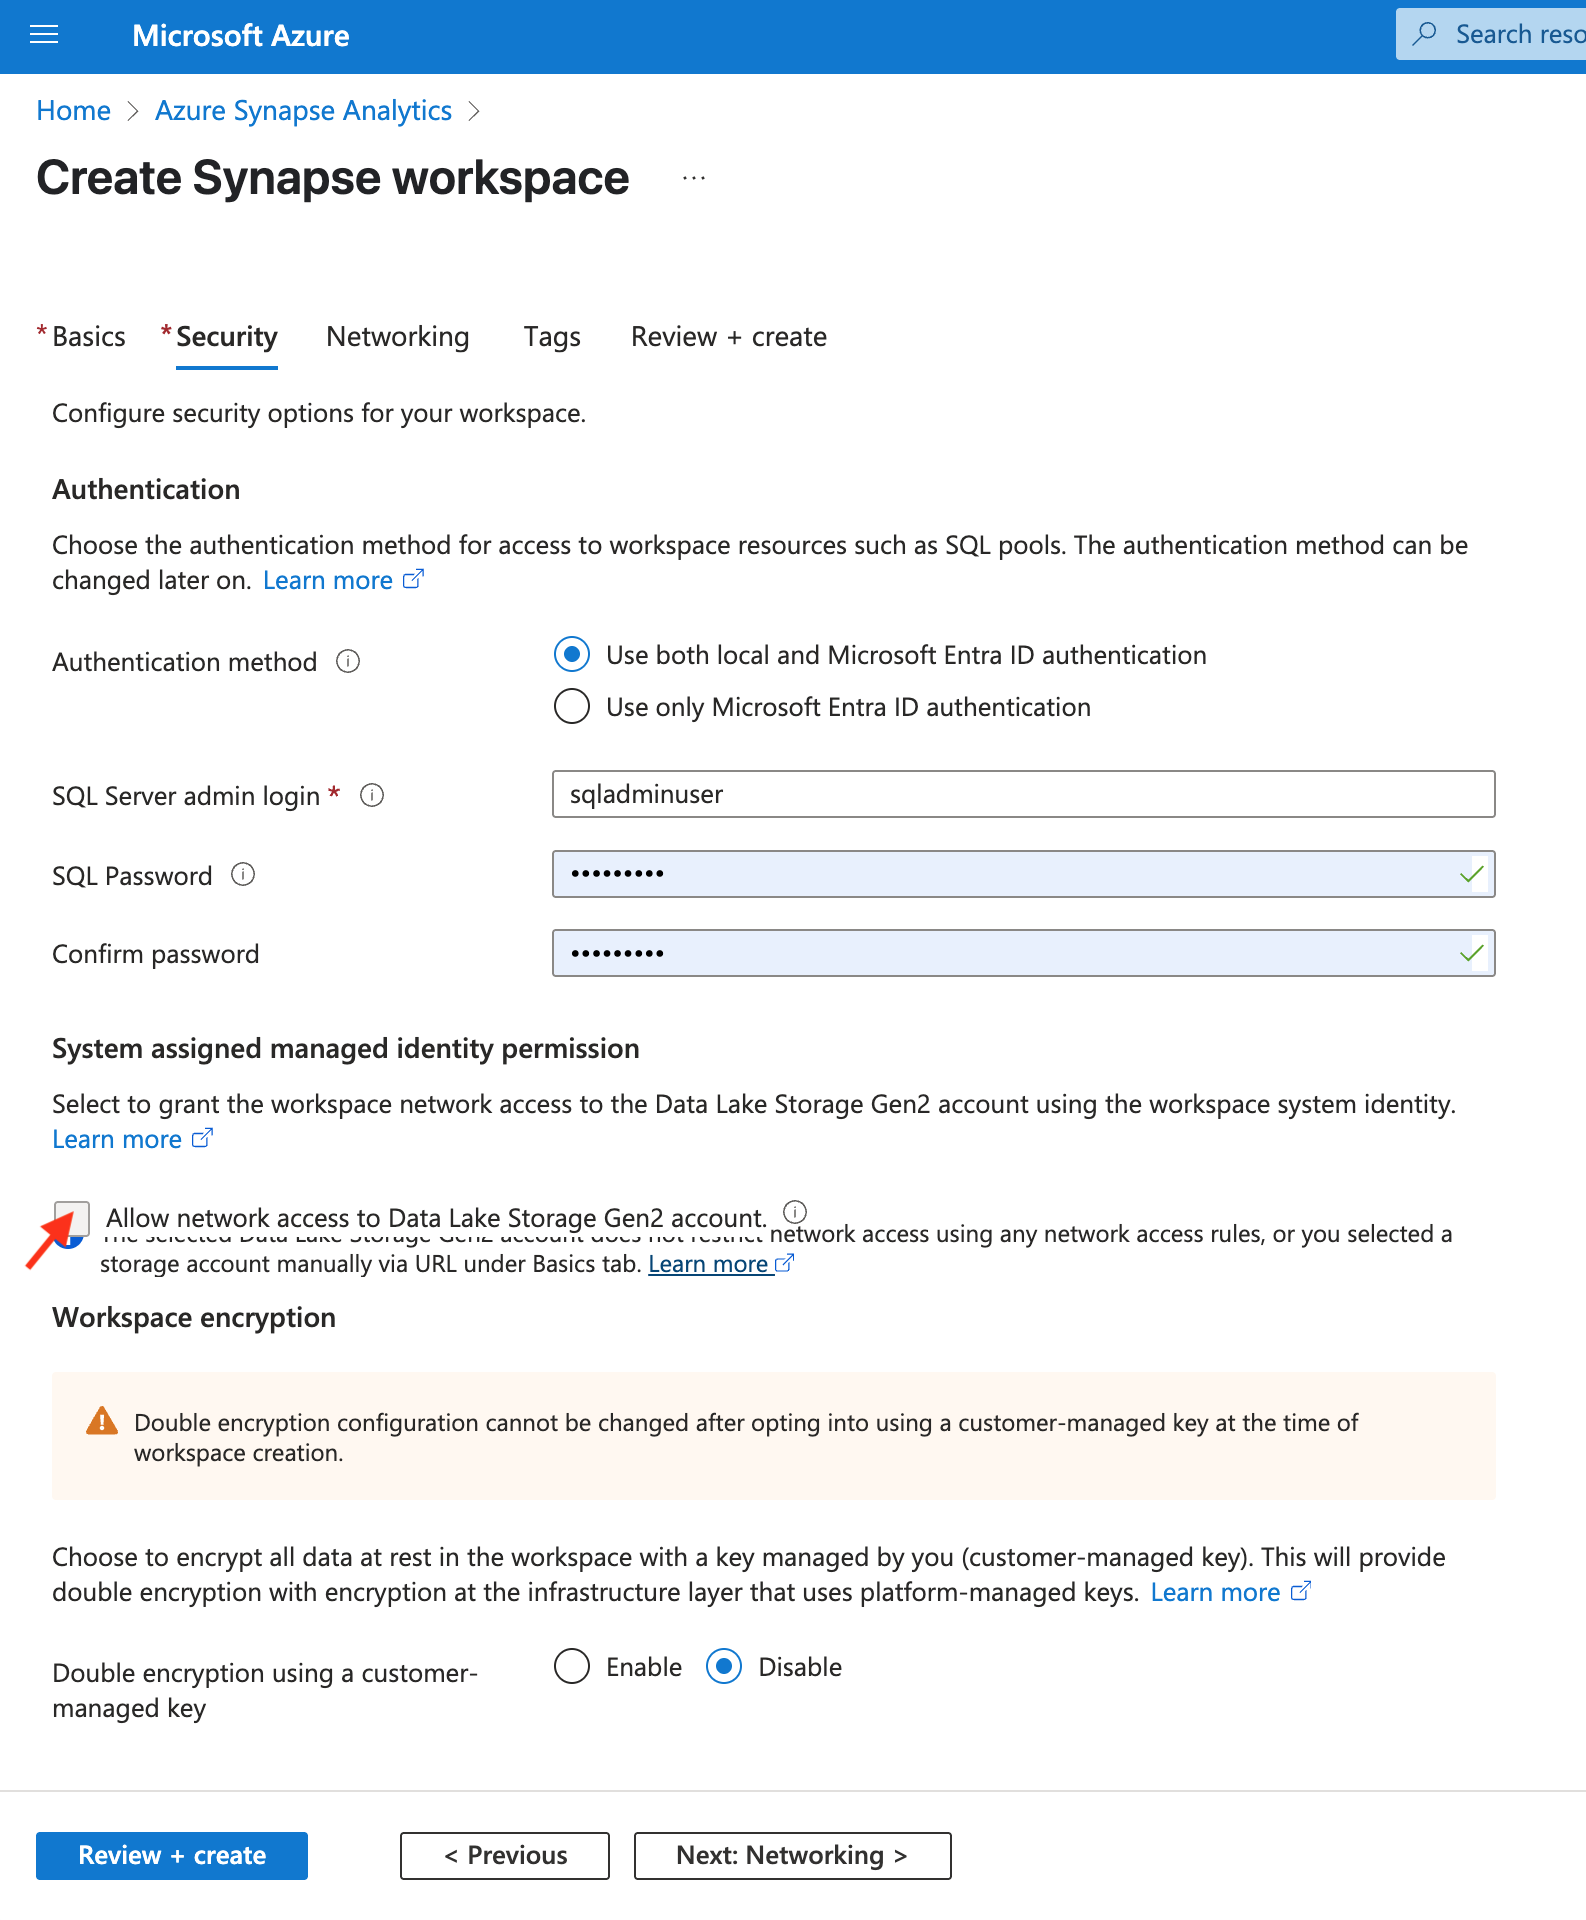 Microsoft Azure
Search reso
Home > Azure Synapse Analytics >
Create Synapse workspace ...
* Basics * Security Networking Tags Review + create
Configure security options for your workspace.
Authentication
Choose the authentication method for access to workspace resources such as SQL pools. The authentication method can be
changed later on. Learn more
Authentication method
Use both local and Microsoft Entra ID authentication
Use only Microsoft Entra ID authentication
SQL Server admin login *
sqladminuser
SQL Password
•••••••••
Confirm password
•••••••••
System assigned managed identity permission
Select to grant the workspace network access to the Data Lake Storage Gen2 account using the workspace system identity.
Learn more
Allow network access to Data Lake Storage Gen2 account.
The selected Data Lake Storage Gen2 account does not restrict network access using any network access rules, or you selected a
storage account manually via URL under Basics tab. Learn more
Workspace encryption
Double encryption configuration cannot be changed after opting into using a customer-managed key at the time of
workspace creation.
Choose to encrypt all data at rest in the workspace with a key managed by you (customer-managed key). This will provide
double encryption with encryption at the infrastructure layer that uses platform-managed keys. Learn more
Double encryption using a customer-
managed key
Enable Disable
Review + create
< Previous
Next: Networking >